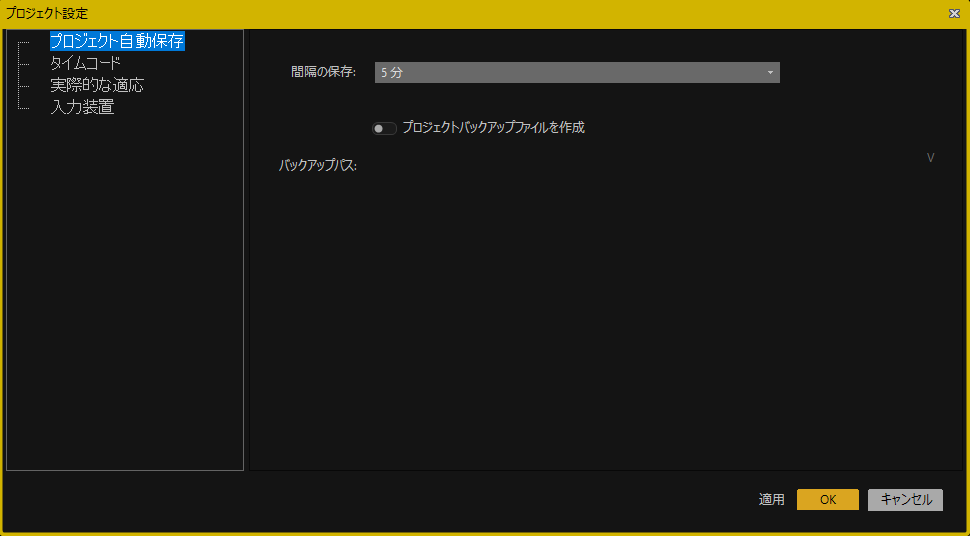 プロジェクト設定
プロジェクト自動保存
タイムコード
実際的な適応
入力装置
間隔の保存: 5 分
プロジェクトバックアップファイルを作成
バックアップパス: V
適用 OK キャンセル